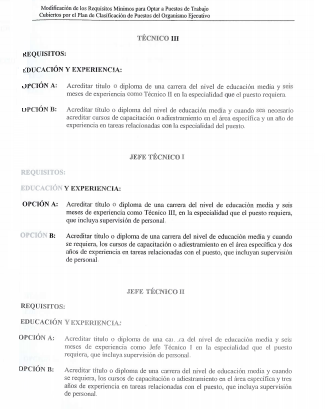 Modificación de los Requisitos Mínimos para Optar a Puestos de Trabajo
Cubiertos por el Plan de Clasificación de Puestos del Organismo Ejecutivo
TÉCNICO III
REQUISITOS:
EDUCACIÓN Y EXPERIENCIA:
OPCIÓN A: Acreditar título o diploma de una carrera del nivel de educación media y seis
meses de experiencia como Técnico II en la especialidad que el puesto requiera.
OPCIÓN B: Acreditar título o diploma del nivel de educación media y cuando sea necesario
acreditar cursos de capacitación o adiestramiento en el área específica y un año de
experiencia en tareas relacionadas con la especialidad del puesto.
JEFE TÉCNICO I
REQUISITOS:
EDUCACIÓN Y EXPERIENCIA:
OPCIÓN A: Acreditar título o diploma de una carrera del nivel de educación media y seis
meses de experiencia como Técnico III, en la especialidad que el puesto requiera,
que incluya supervisión de personal.
OPCIÓN B: Acreditar título o diploma de una carrera del nivel de educación media y cuando
se requiera, los cursos de capacitación o adiestramiento en el área específica y dos
años de experiencia en tareas relacionadas con el puesto, que incluyan supervisión
de personal.
JEFE TÉCNICO II
REQUISITOS:
EDUCACIÓN Y EXPERIENCIA:
OPCIÓN A: Acreditar título o diploma de una del nivel de educación media y seis
meses de experiencia como Jefe Técnico I en la especialidad que el puesto
requiera, que incluya supervisión de personal.
OPCIÓN B: Acreditar título o diploma de una carrera del nivel de educación media y cuando
se requiera los cursos de capacitación o adiestramiento en el área específica y tres
años de experiencia en tareas relacionadas con el puesto, que incluya supervisión
de personal.